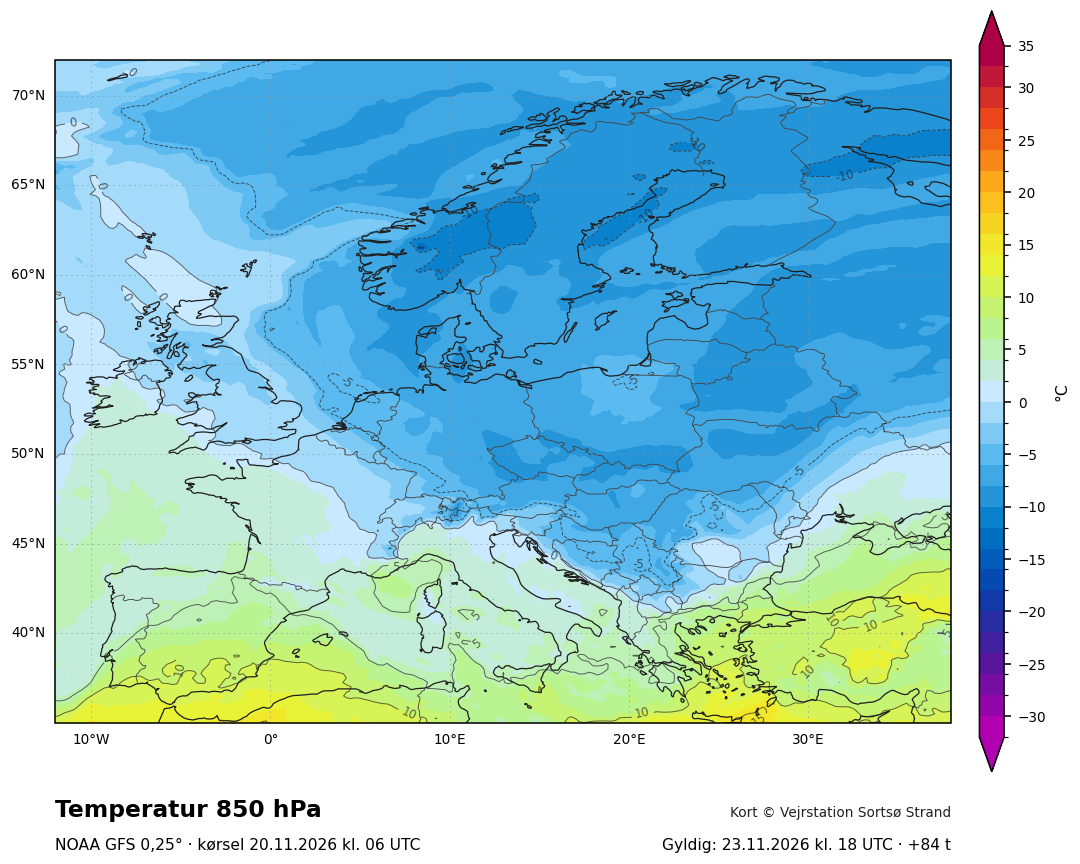 70°N
65°N
60°N
55°N
50°N
45°N
40°N
10°W
0°
10°E
20°E
30°E
35
30
25
20
15
10
5
0
−5
−10
−15
−20
−25
−30
°C
Temperatur 850 hPa
Kort © Vejrstation Sortsø Strand
NOAA GFS 0,25° · kørsel 20.11.2026 kl. 06 UTC
Gyldig: 23.11.2026 kl. 18 UTC · +84 t